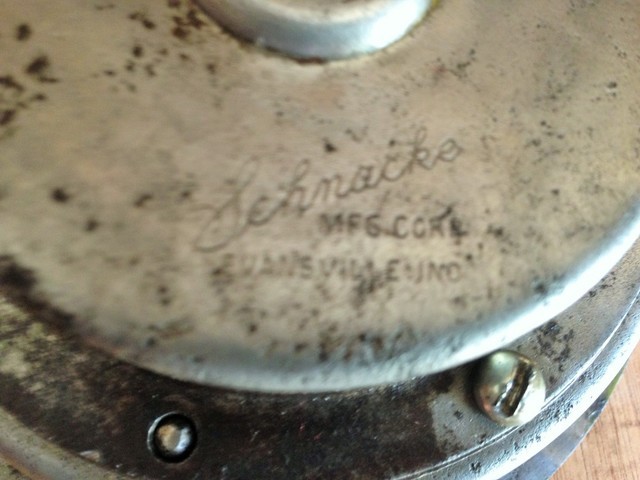 Schnacke
MFG. CORP.
EVANSVILLE, IND.